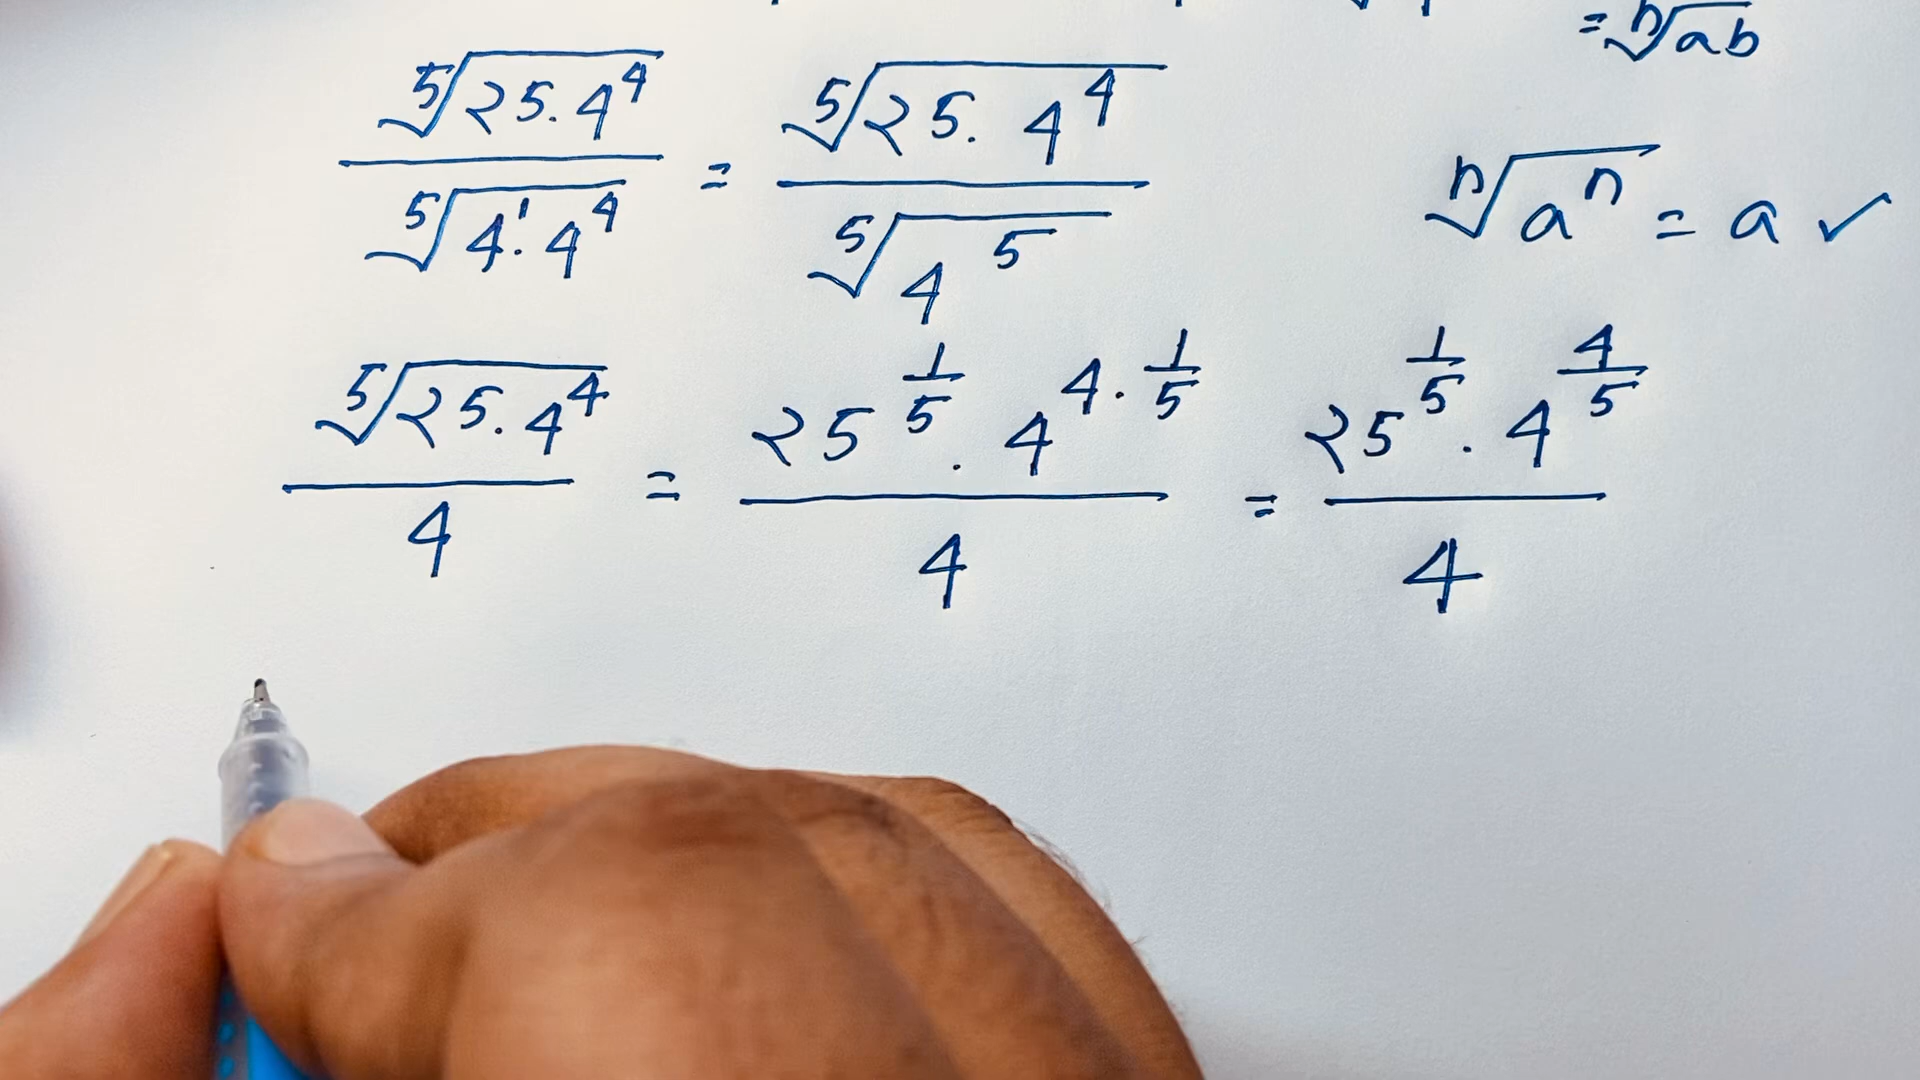 = ⁿ√ab
⁵√25.4⁴ / ⁵√4¹.4⁴ = ⁵√25.4⁴ / ⁵√4⁵
ⁿ√aⁿ = a ✓
⁵√25.4⁴ / 4 = 25^(1/5) . 4^(4.1/5) / 4 = 25^(1/5) . 4^(4/5) / 4